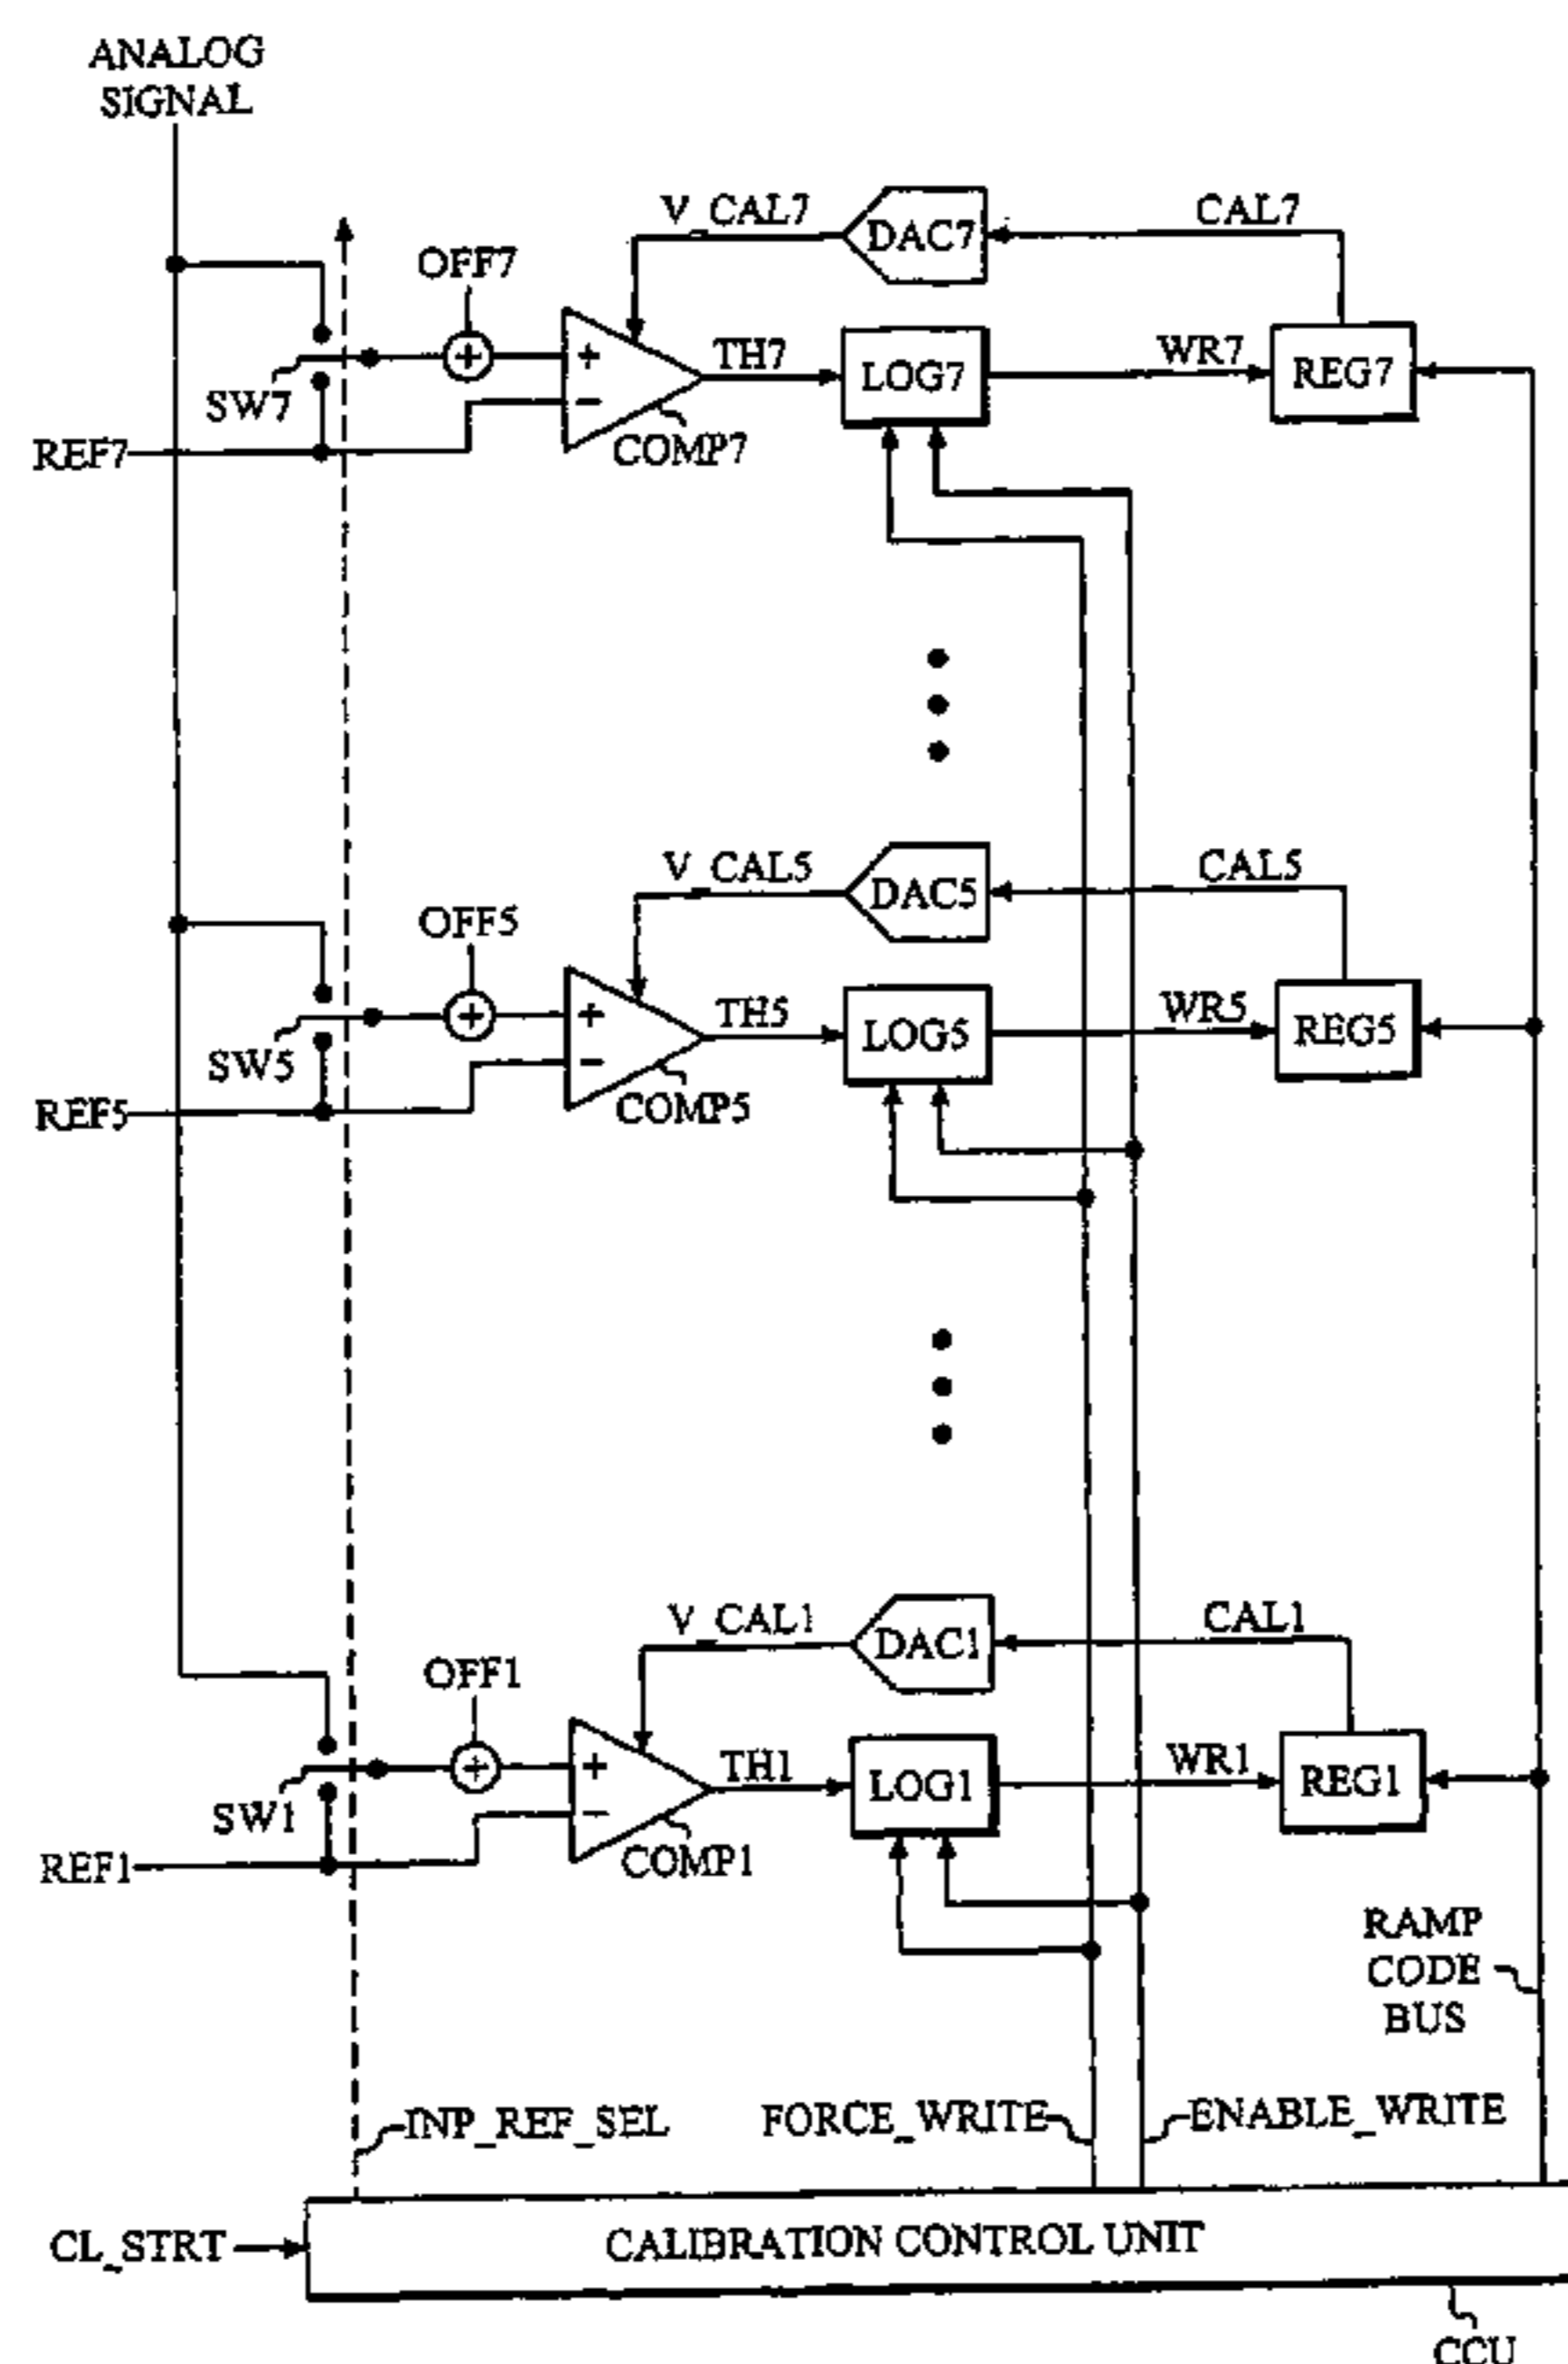 ANALOG
SIGNAL
V_CAL7
DAC7
CAL7
OFF7
+
+
−
TH7
LOG7
WR7
REG7
SW7
COMP7
REF7
V_CAL5
DAC5
CAL5
OFF5
+
+
−
TH5
LOG5
WR5
REG5
SW5
COMP5
REF5
V_CAL1
DAC1
CAL1
OFF1
+
+
−
TH1
LOG1
WR1
REG1
SW1
COMP1
REF1
RAMP
CODE
BUS
INP_REF_SEL
FORCE_WRITE
ENABLE_WRITE
CL_STRT
CALIBRATION CONTROL UNIT
CCU